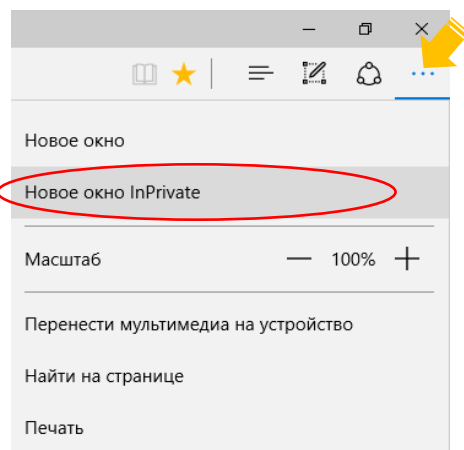 Новое окно
Новое окно InPrivate
Масштаб — 100% +
Перенести мультимедиа на устройство
Найти на странице
Печать